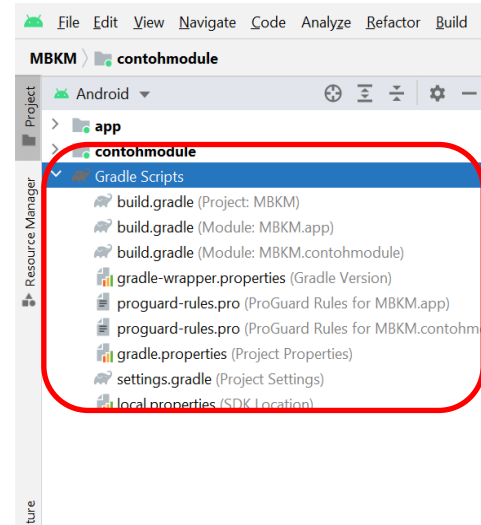 File Edit View Navigate Code Analyze Refactor Build
MBKM contohmodule
Project
Android
app
contohmodule
Gradle Scripts
build.gradle (Project: MBKM)
build.gradle (Module: MBKM.app)
build.gradle (Module: MBKM.contohmodule)
gradle-wrapper.properties (Gradle Version)
proguard-rules.pro (ProGuard Rules for MBKM.app)
proguard-rules.pro (ProGuard Rules for MBKM.contohm
gradle.properties (Project Properties)
settings.gradle (Project Settings)
local.properties (SDK Location)
Resource Manager
ture